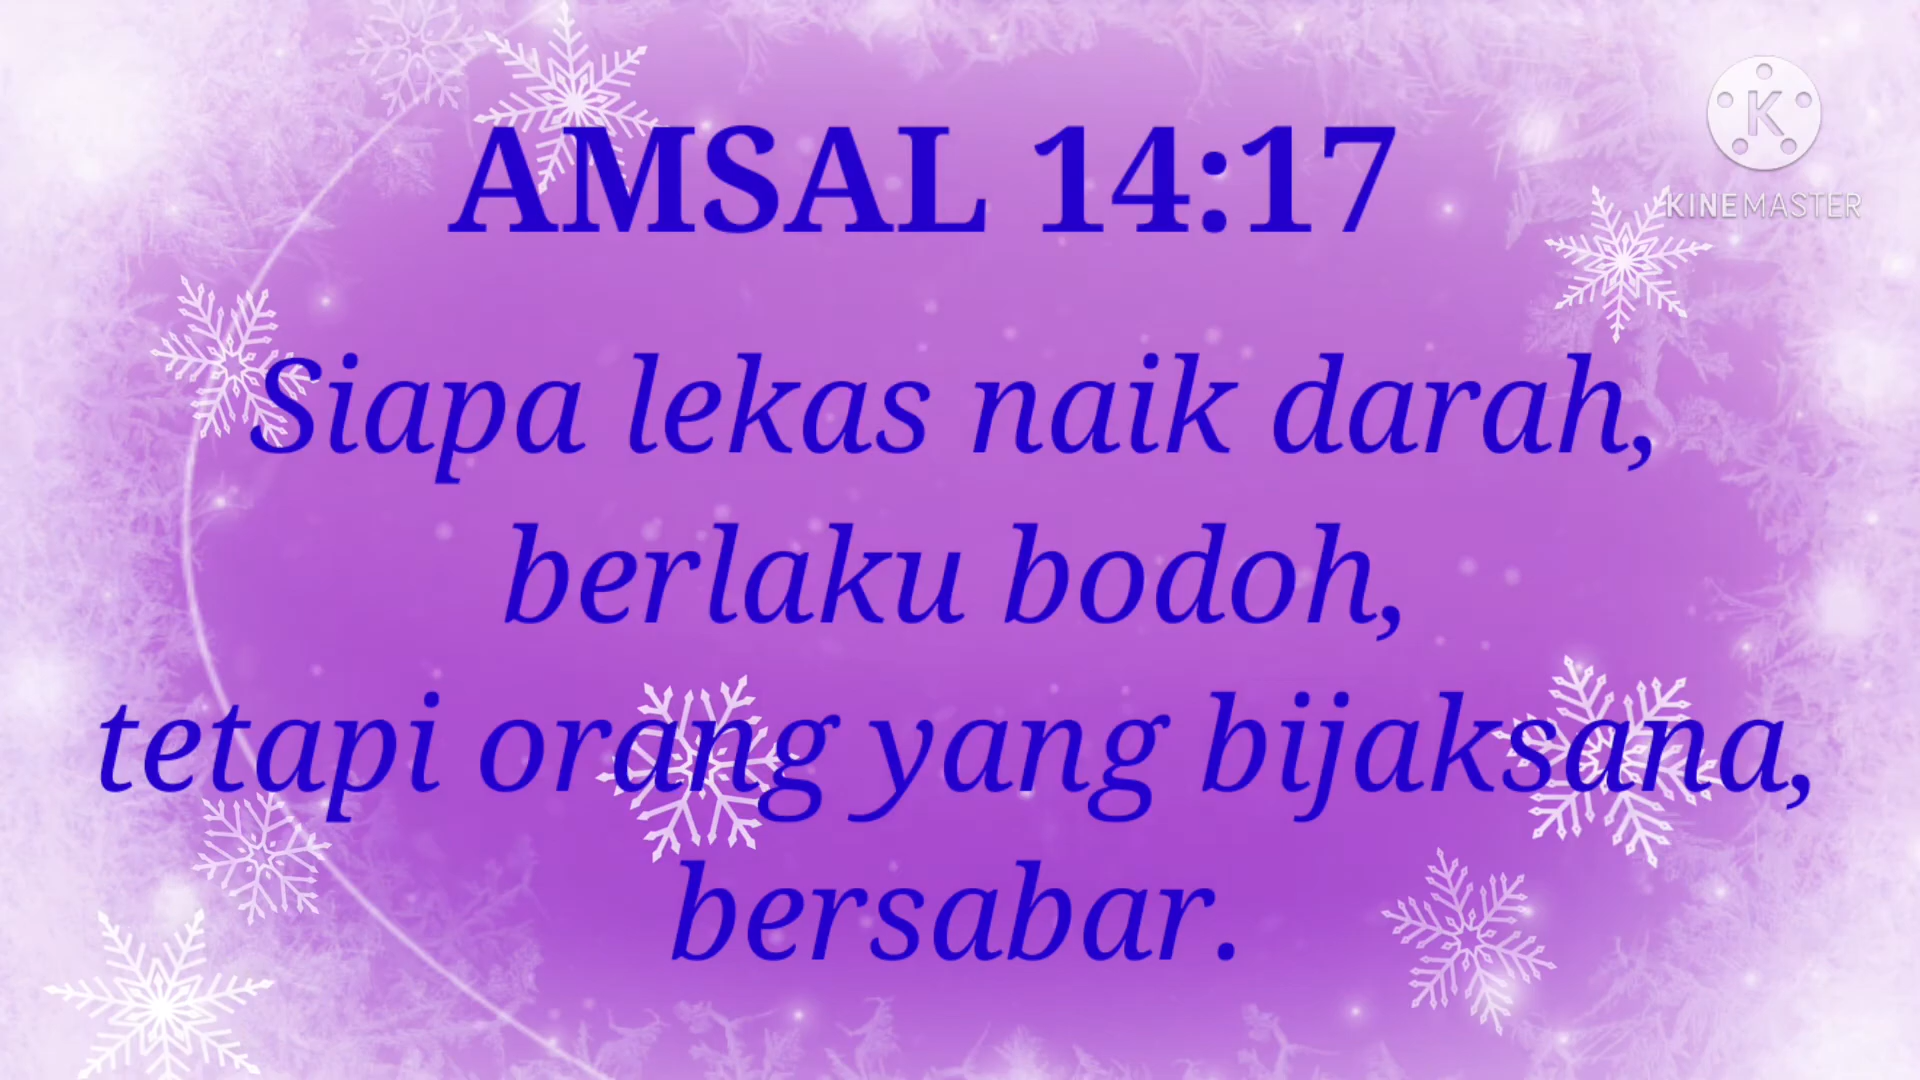 AMSAL 14:17
K
KINEMASTER
Siapa lekas naik darah,
berlaku bodoh,
tetapi orang yang bijaksana,
bersabar.